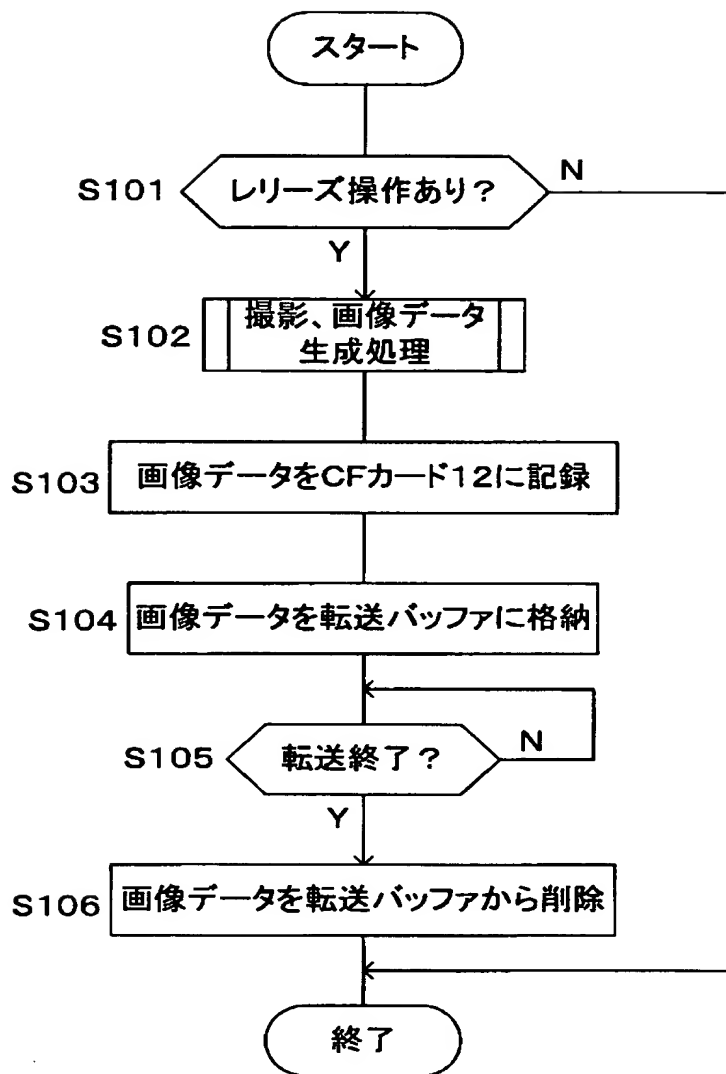 スタート
S101
レリーズ操作あり？
N
Y
S102
撮影、画像データ
生成処理
S103
画像データをCFカード12に記録
S104
画像データを転送バッファに格納
S105
転送終了？
N
Y
S106
画像データを転送バッファから削除
終了